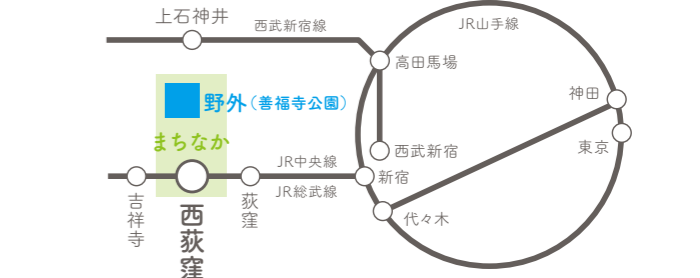 上石神井
西武新宿線
JR山手線
高田馬場
神田
野外（善福寺公園）
まちなか
西武新宿
東京
JR中央線
新宿
JR総武線
吉祥寺
西荻窪
荻窪
代々木